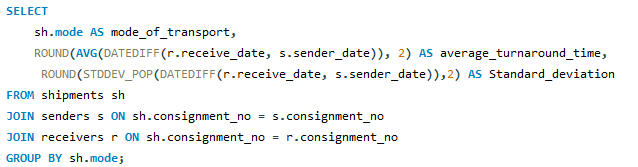 SELECT
    sh.mode AS mode_of_transport,
    ROUND(AVG(DATEDIFF(r.receive_date, s.sender_date)), 2) AS average_turnaround_time,
     ROUND(STDDEV_POP(DATEDIFF(r.receive_date, s.sender_date)),2) AS Standard_deviation
FROM shipments sh
JOIN senders s ON sh.consignment_no = s.consignment_no
JOIN receivers r ON sh.consignment_no = r.consignment_no
GROUP BY sh.mode;